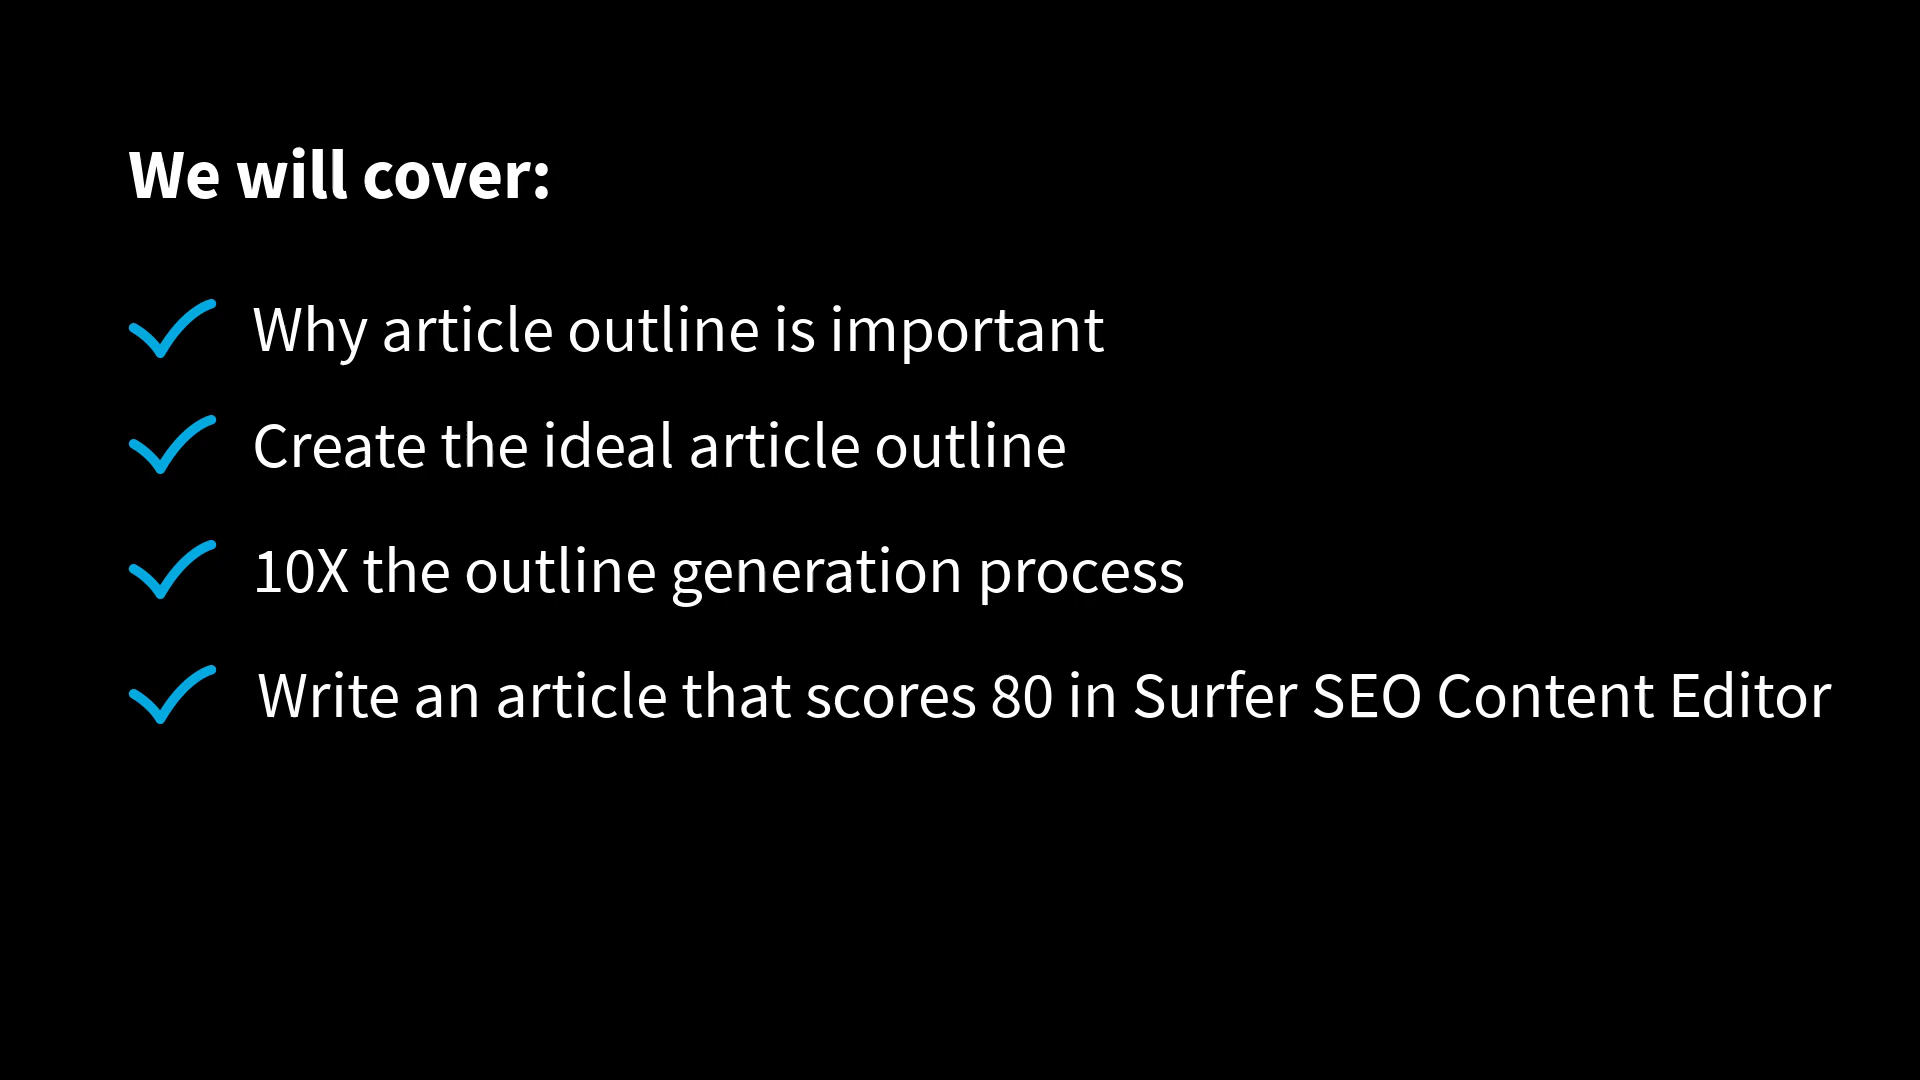 We will cover:
Why article outline is important
Create the ideal article outline
10X the outline generation process
Write an article that scores 80 in Surfer SEO Content Editor